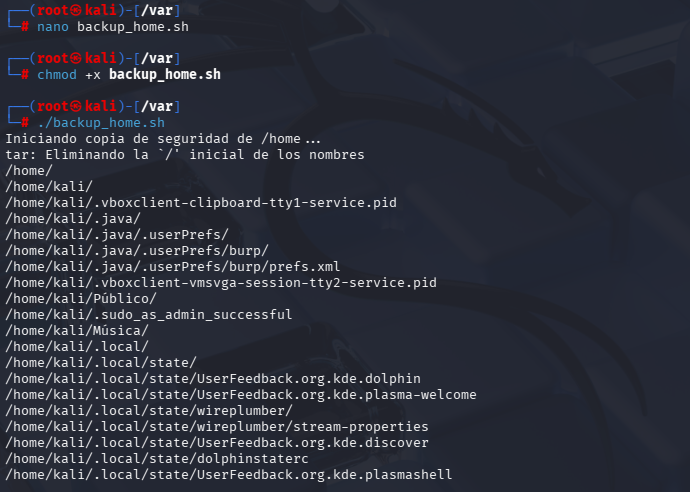 ┌──(root㉿kali)-[/var]
└─# nano backup_home.sh
┌──(root㉿kali)-[/var]
└─# chmod +x backup_home.sh
┌──(root㉿kali)-[/var]
└─# ./backup_home.sh
Iniciando copia de seguridad de /home...
tar: Eliminando la `/' inicial de los nombres
/home/
/home/kali/
/home/kali/.vboxclient-clipboard-tty1-service.pid
/home/kali/.java/
/home/kali/.java/.userPrefs/
/home/kali/.java/.userPrefs/burp/
/home/kali/.java/.userPrefs/burp/prefs.xml
/home/kali/.vboxclient-vmsvga-session-tty2-service.pid
/home/kali/Público/
/home/kali/.sudo_as_admin_successful
/home/kali/Música/
/home/kali/.local/
/home/kali/.local/state/
/home/kali/.local/state/UserFeedback.org.kde.dolphin
/home/kali/.local/state/UserFeedback.org.kde.plasma-welcome
/home/kali/.local/state/wireplumber/
/home/kali/.local/state/wireplumber/stream-properties
/home/kali/.local/state/UserFeedback.org.kde.discover
/home/kali/.local/state/dolphinstaterc
/home/kali/.local/state/UserFeedback.org.kde.plasmashell